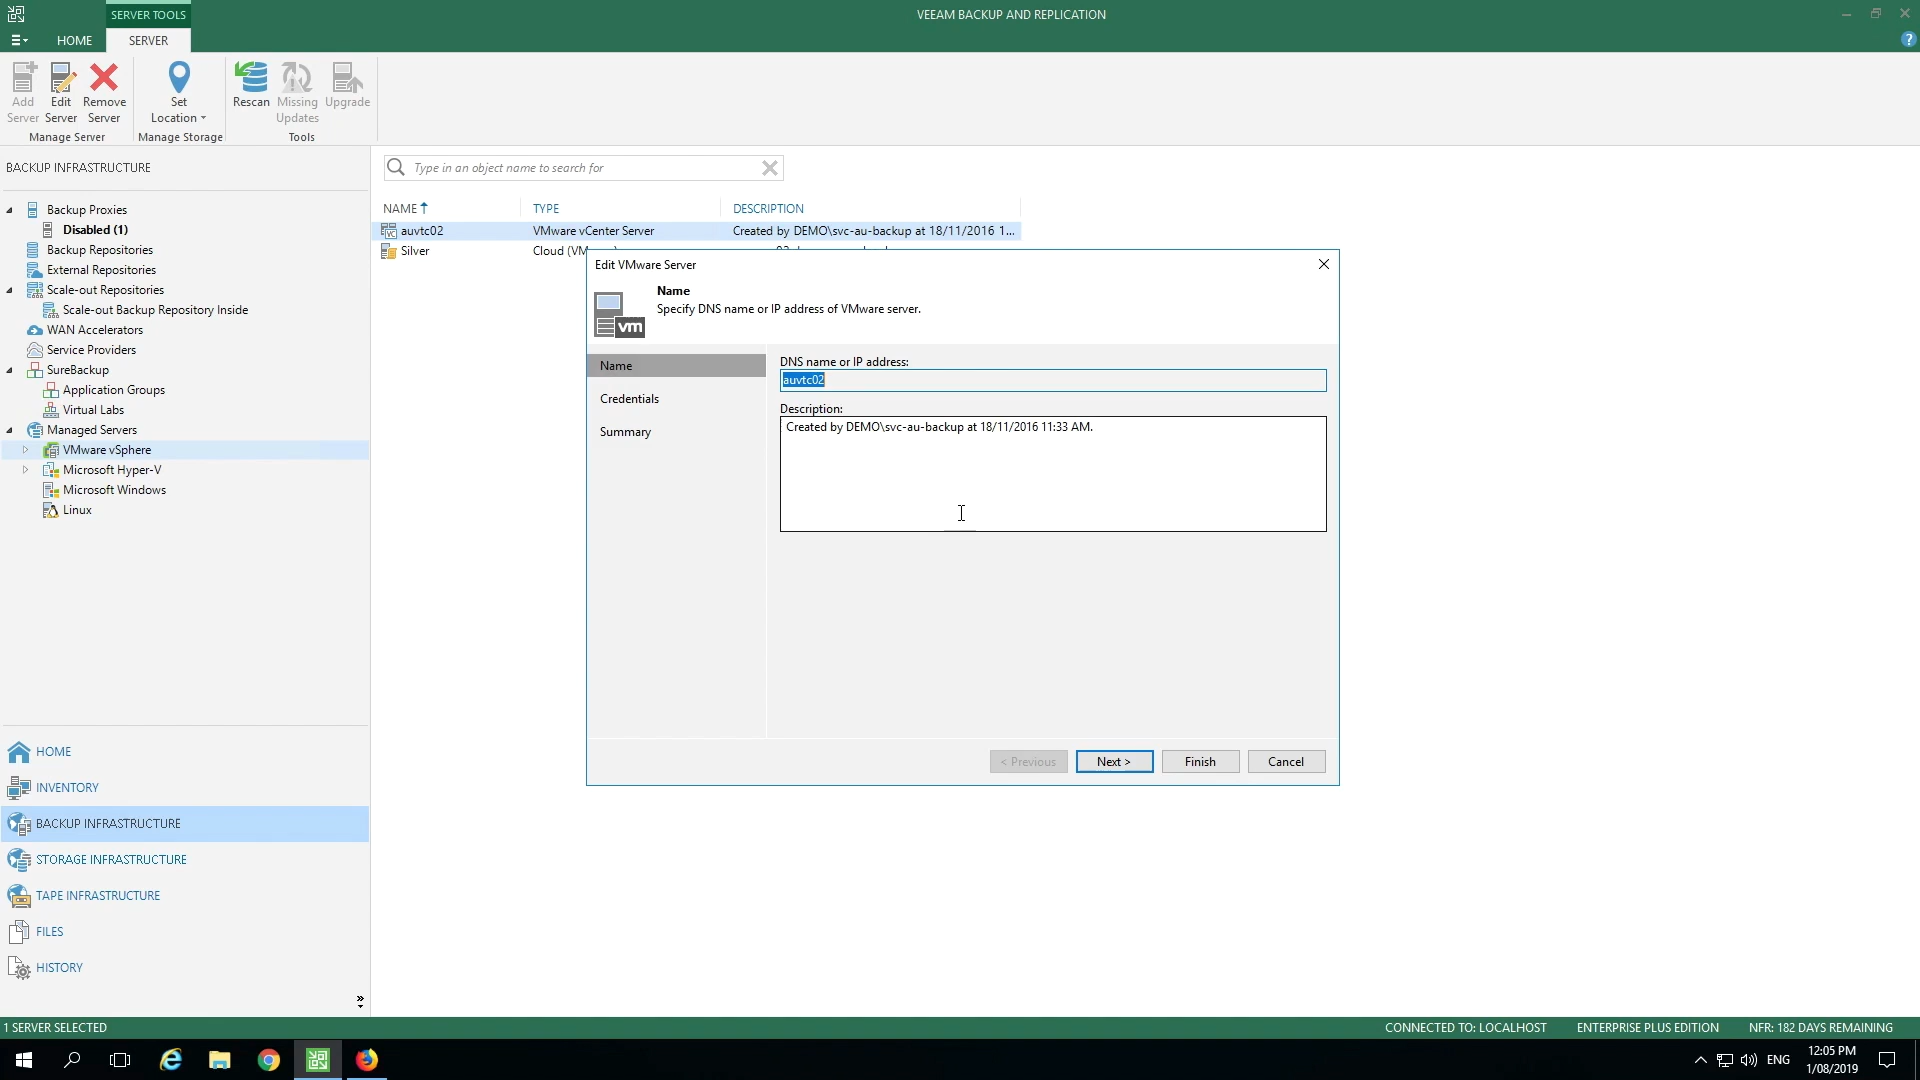 SERVER TOOLS
VEEAM BACKUP AND REPLICATION
HOME
SERVER
Add Server
Edit Server
Remove Server
Set Location
Rescan
Missing Updates
Upgrade
Manage Server
Manage Storage
Tools
BACKUP INFRASTRUCTURE
Backup Proxies
Disabled (1)
Backup Repositories
External Repositories
Scale-out Repositories
Scale-out Backup Repository Inside
WAN Accelerators
Service Providers
SureBackup
Application Groups
Virtual Labs
Managed Servers
VMware vSphere
Microsoft Hyper-V
Microsoft Windows
Linux
HOME
INVENTORY
BACKUP INFRASTRUCTURE
STORAGE INFRASTRUCTURE
TAPE INFRASTRUCTURE
FILES
HISTORY
Type in an object name to search for
NAME TYPE DESCRIPTION
auvtc02 VMware vCenter Server Created by DEMO\svc-au-backup at 18/11/2016 1...
Silver Cloud (VM
Edit VMware Server
Name
Specify DNS name or IP address of VMware server.
vm
Name
Credentials
Summary
DNS name or IP address:
auvtc02
Description:
Created by DEMO\svc-au-backup at 18/11/2016 11:33 AM.
< Previous
Next >
Finish
Cancel
1 SERVER SELECTED
CONNECTED TO: LOCALHOST
ENTERPRISE PLUS EDITION
NFR: 182 DAYS REMAINING
ENG
12:05 PM
1/08/2019